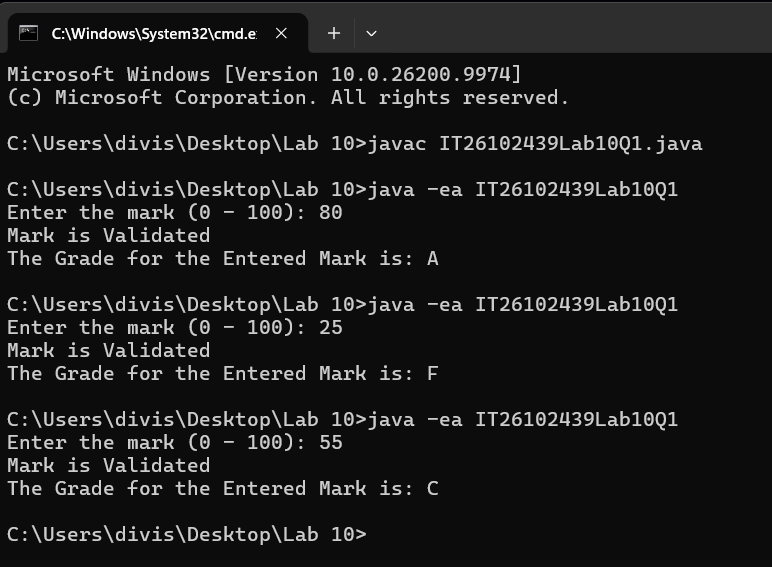 C:\Windows\System32\cmd.e
Microsoft Windows [Version 10.0.26200.9974]
(c) Microsoft Corporation. All rights reserved.
C:\Users\divis\Desktop\Lab 10>javac IT26102439Lab10Q1.java
C:\Users\divis\Desktop\Lab 10>java -ea IT26102439Lab10Q1
Enter the mark (0 - 100): 80
Mark is Validated
The Grade for the Entered Mark is: A
C:\Users\divis\Desktop\Lab 10>java -ea IT26102439Lab10Q1
Enter the mark (0 - 100): 25
Mark is Validated
The Grade for the Entered Mark is: F
C:\Users\divis\Desktop\Lab 10>java -ea IT26102439Lab10Q1
Enter the mark (0 - 100): 55
Mark is Validated
The Grade for the Entered Mark is: C
C:\Users\divis\Desktop\Lab 10>